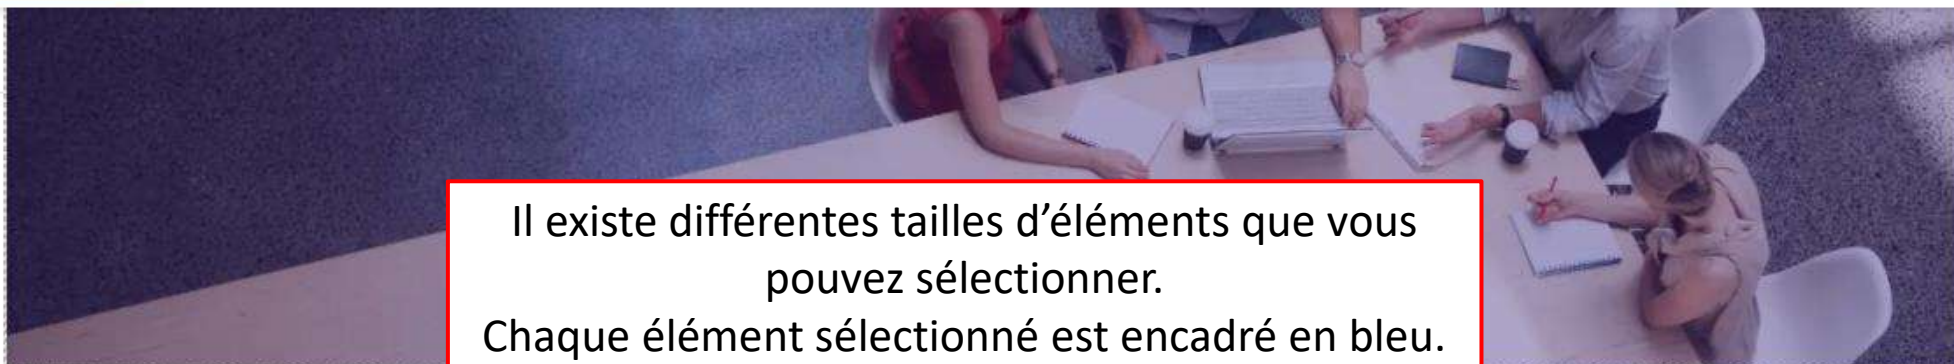 Il existe différentes tailles d’éléments que vous
pouvez sélectionner.
Chaque élément sélectionné est encadré en bleu.